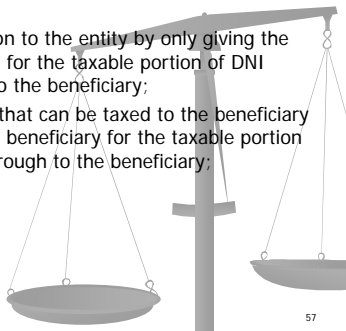 on to the entity by only giving the
for the taxable portion of DNI
o the beneficiary;
that can be taxed to the beneficiary
beneficiary for the taxable portion
rough to the beneficiary;
57